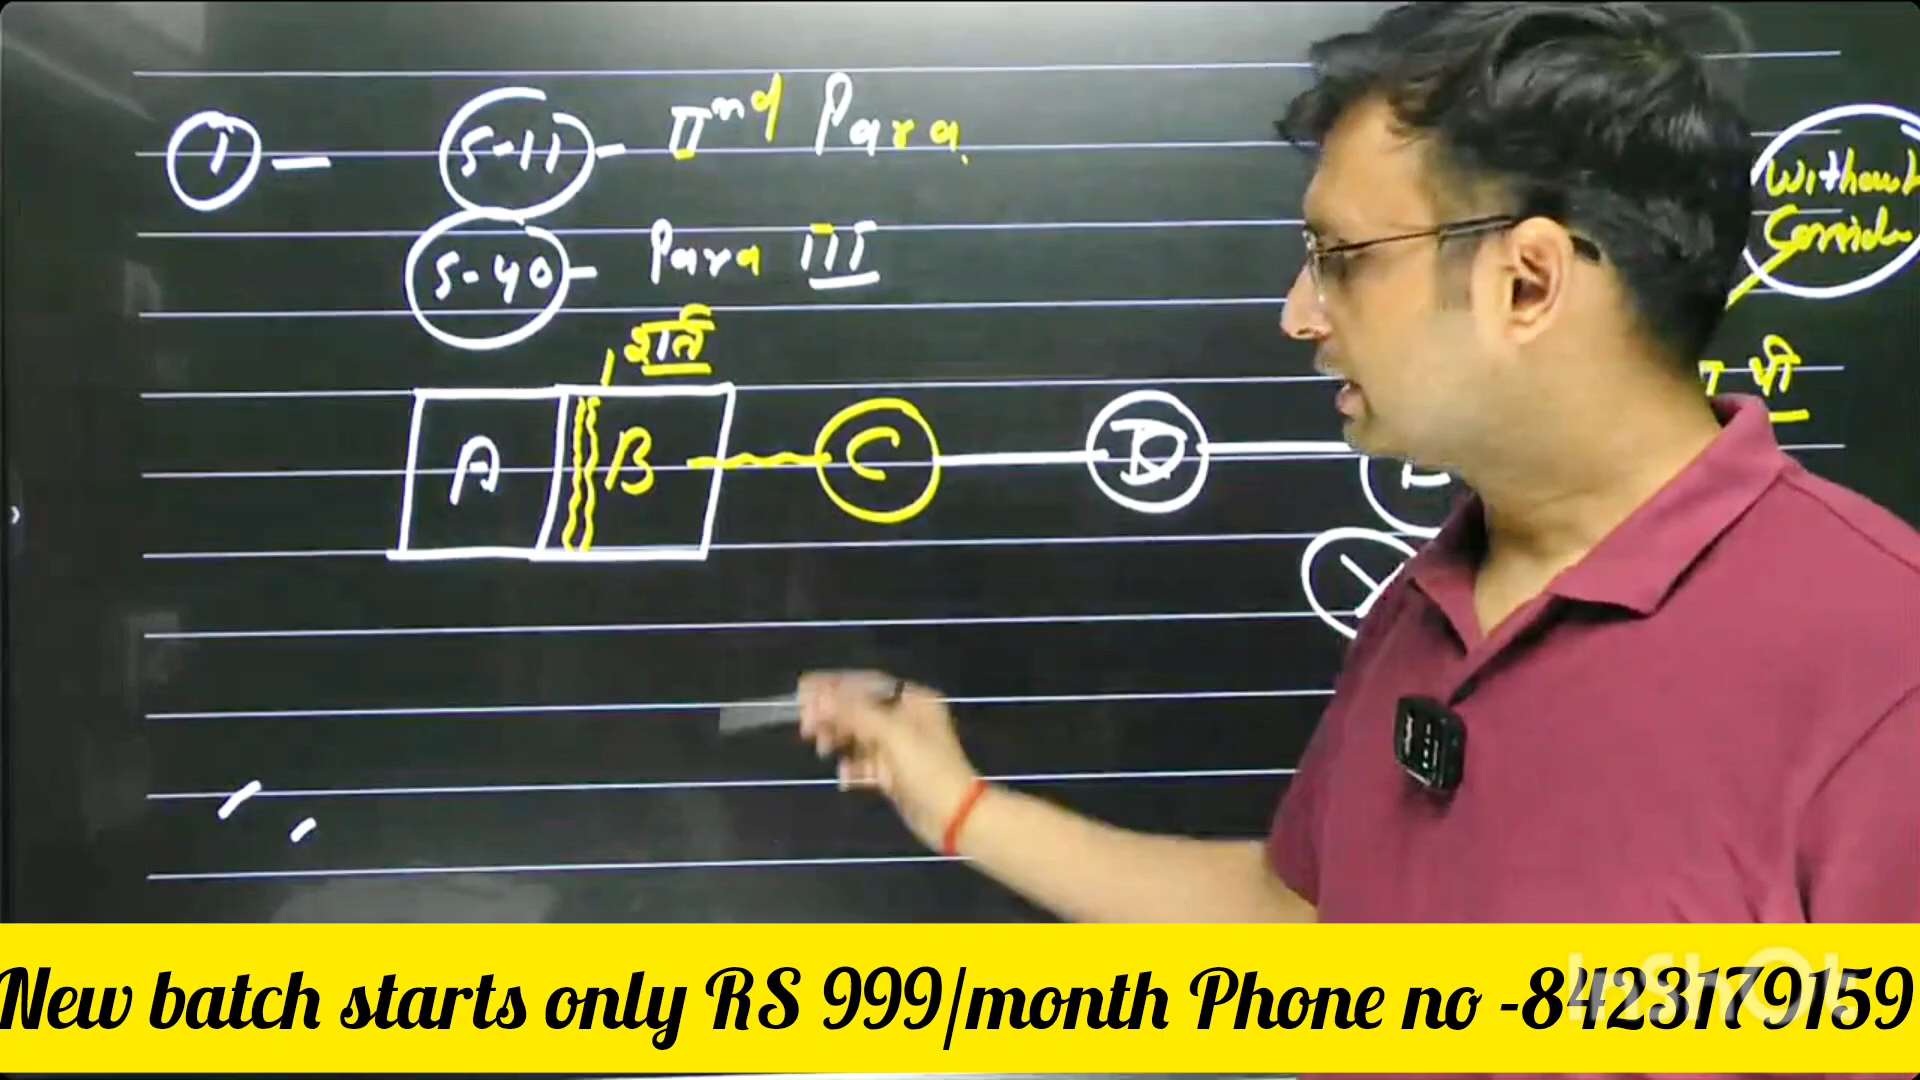 1 - S-11 - IInd Para.
S-40 - Para III
Without
शर्त
A B C D
New batch starts only RS 999/month Phone no -8423179159
InShot